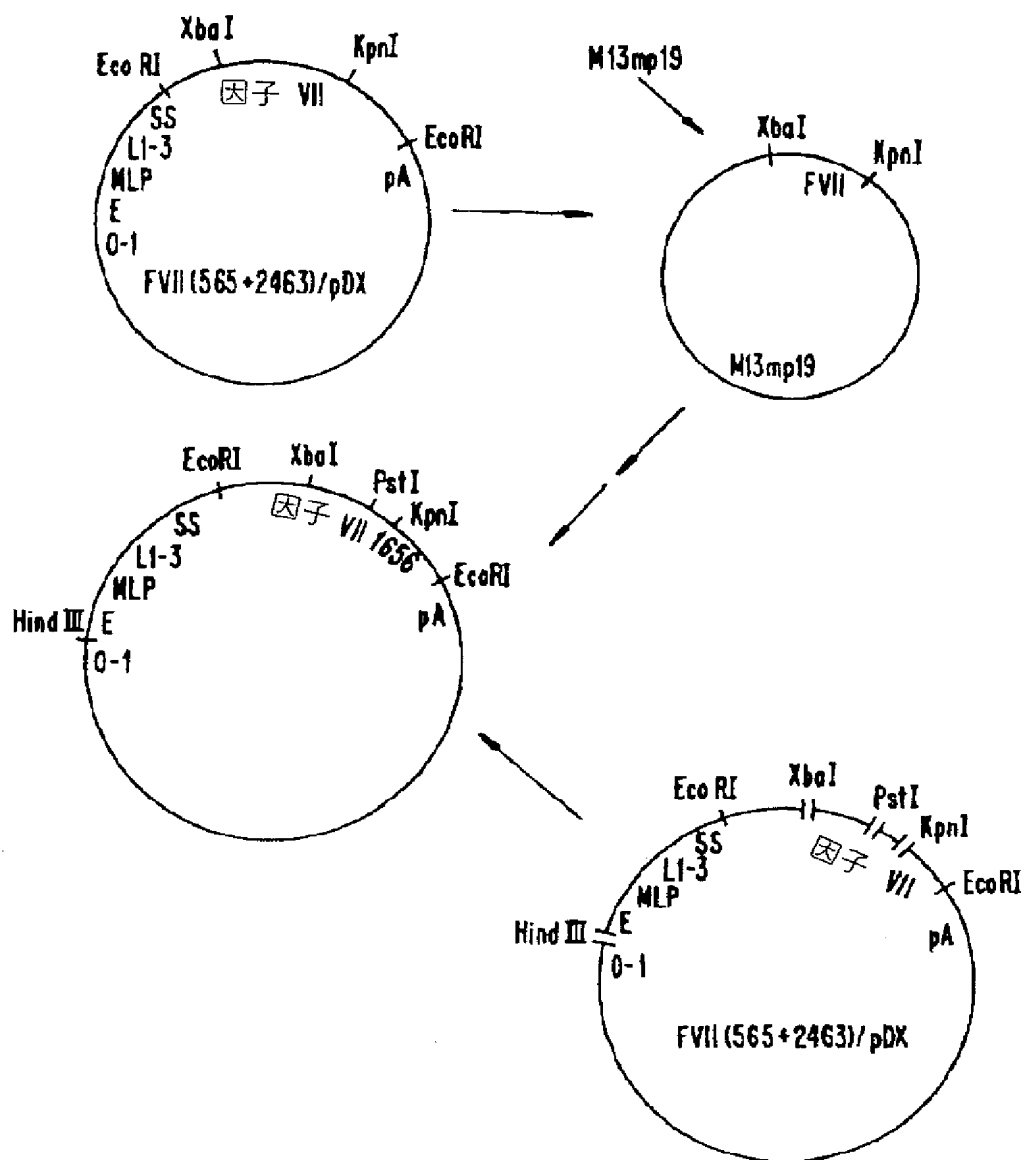 XbaI
KpnI
Eco RI
因子 VII
SS
L1-3
MLP
E
0-1
EcoRI
pA
FVII (565+2463)/pDX
M13mp19
XbaI
KpnI
FVII
M13mp19
EcoRI
XbaI
PstI
KpnI
因子 VII 1656
SS
L1-3
MLP
EcoRI
Hind III
E
0-1
pA
Eco RI
XbaI
PstI
KpnI
SS
因子 VII
L1-3
MLP
EcoRI
Hind III
E
0-1
pA
FVII (565+2463)/pDX